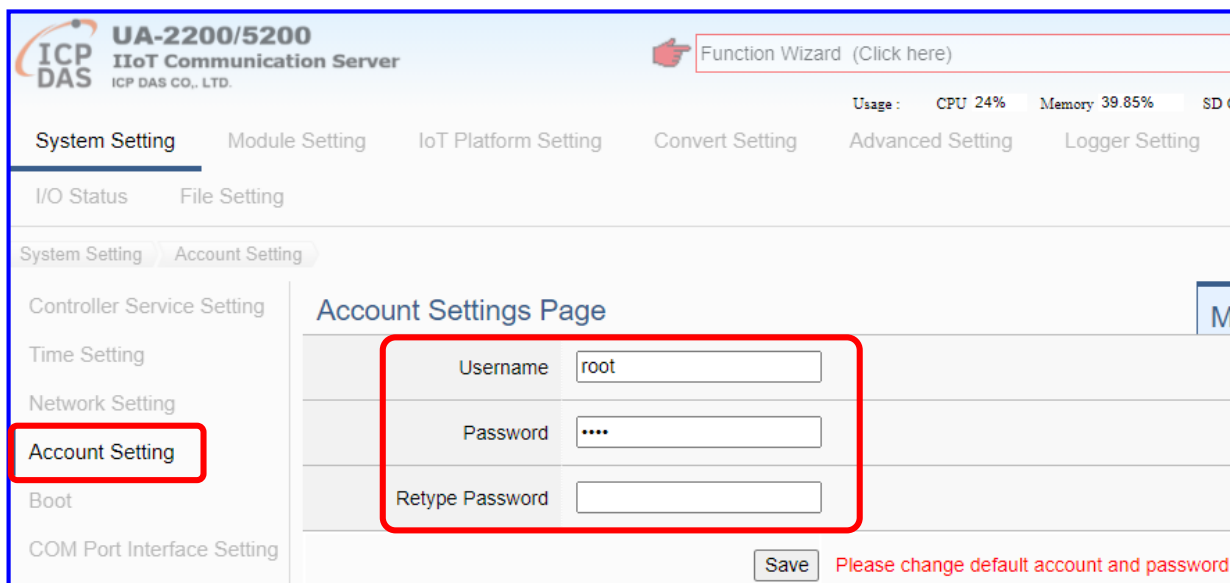 ICP DAS
UA-2200/5200
IIoT Communication Server
ICP DAS CO,. LTD.
Function Wizard (Click here)
Usage : CPU 24% Memory 39.85% SD
System Setting Module Setting IoT Platform Setting Convert Setting Advanced Setting Logger Setting
I/O Status File Setting
System Setting Account Setting
Controller Service Setting
Time Setting
Network Setting
Account Setting
Boot
COM Port Interface Setting
Account Settings Page
Username root
Password ••••
Retype Password
Save Please change default account and password